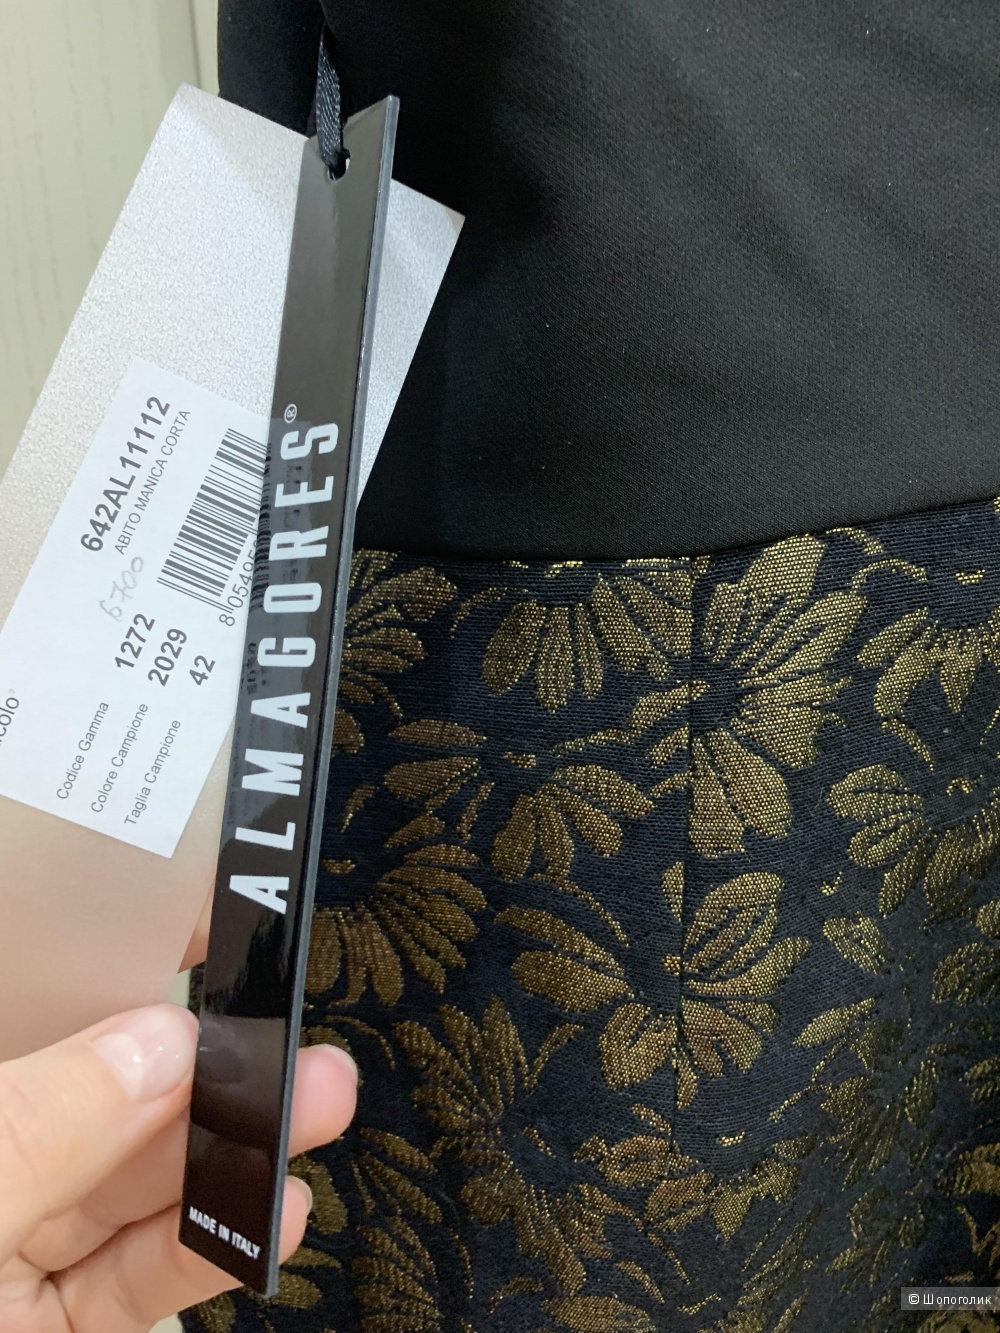 642AL11112
ABITO MANICA CORTA
6700
Codice Gamma 1272
Colore Campione 2029
Taglia Campione 42
ALMAGORES®
MADE IN ITALY
© Шопоголик